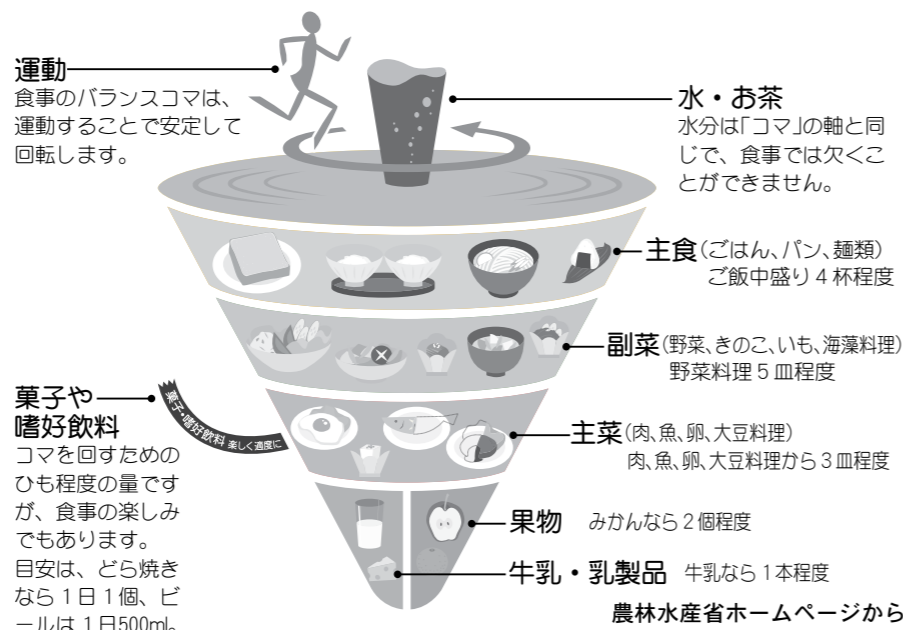 運動
食事のバランスコマは、
運動することで安定して
回転します。
水・お茶
水分は「コマ」の軸と同
じで、食事では欠くこ
とができません。
主食(ごはん、パン、麺類)
ご飯中盛り4杯程度
副菜(野菜、きのこ、いも、海藻料理)
野菜料理5皿程度
菓子や
嗜好飲料
コマを回すための
ひも程度の量です
が、食事の楽しみ
でもあります。
目安は、どら焼き
なら1日1個、ビ
ールは1日500ml。
菓子・嗜好飲料 楽しく適度に
主菜(肉、魚、卵、大豆料理)
肉、魚、卵、大豆料理から3皿程度
果物 みかんなら2個程度
牛乳・乳製品 牛乳なら1本程度
農林水産省ホームページから